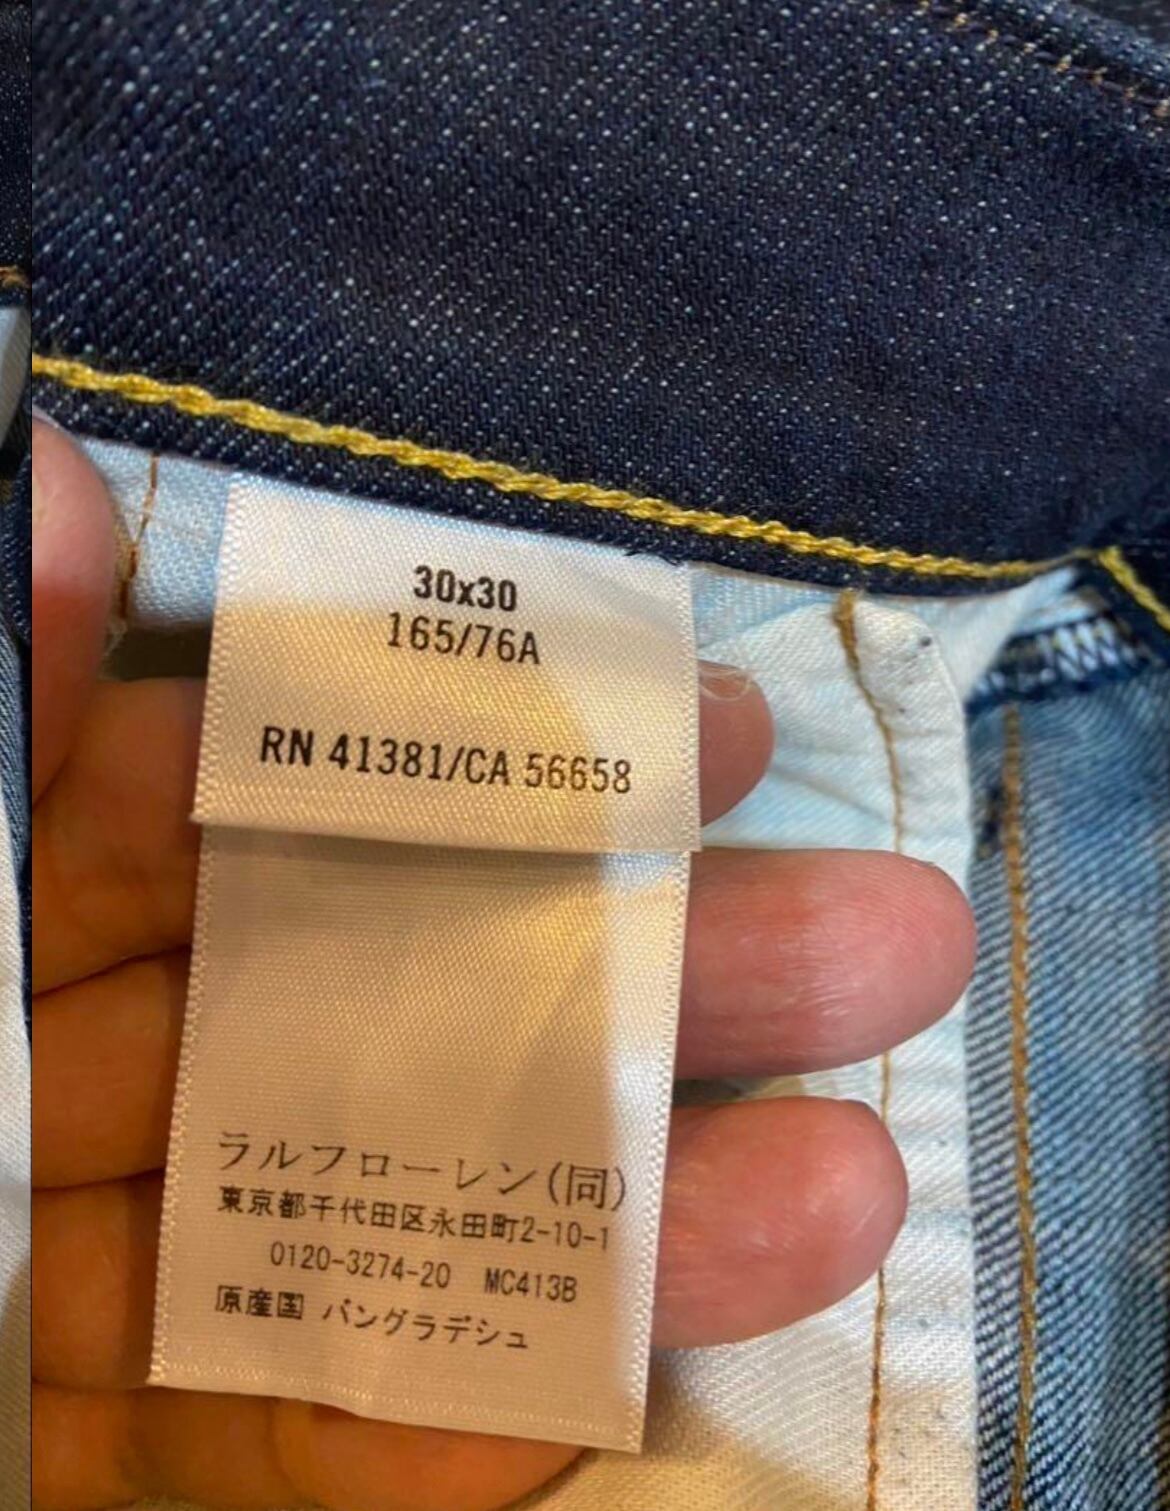 30x30
165/76A
RN 41381/CA 56658
ラルフローレン(同)
東京都千代田区永田町2-10-1
0120-3274-20 MC413B
原産国 バングラデシュ